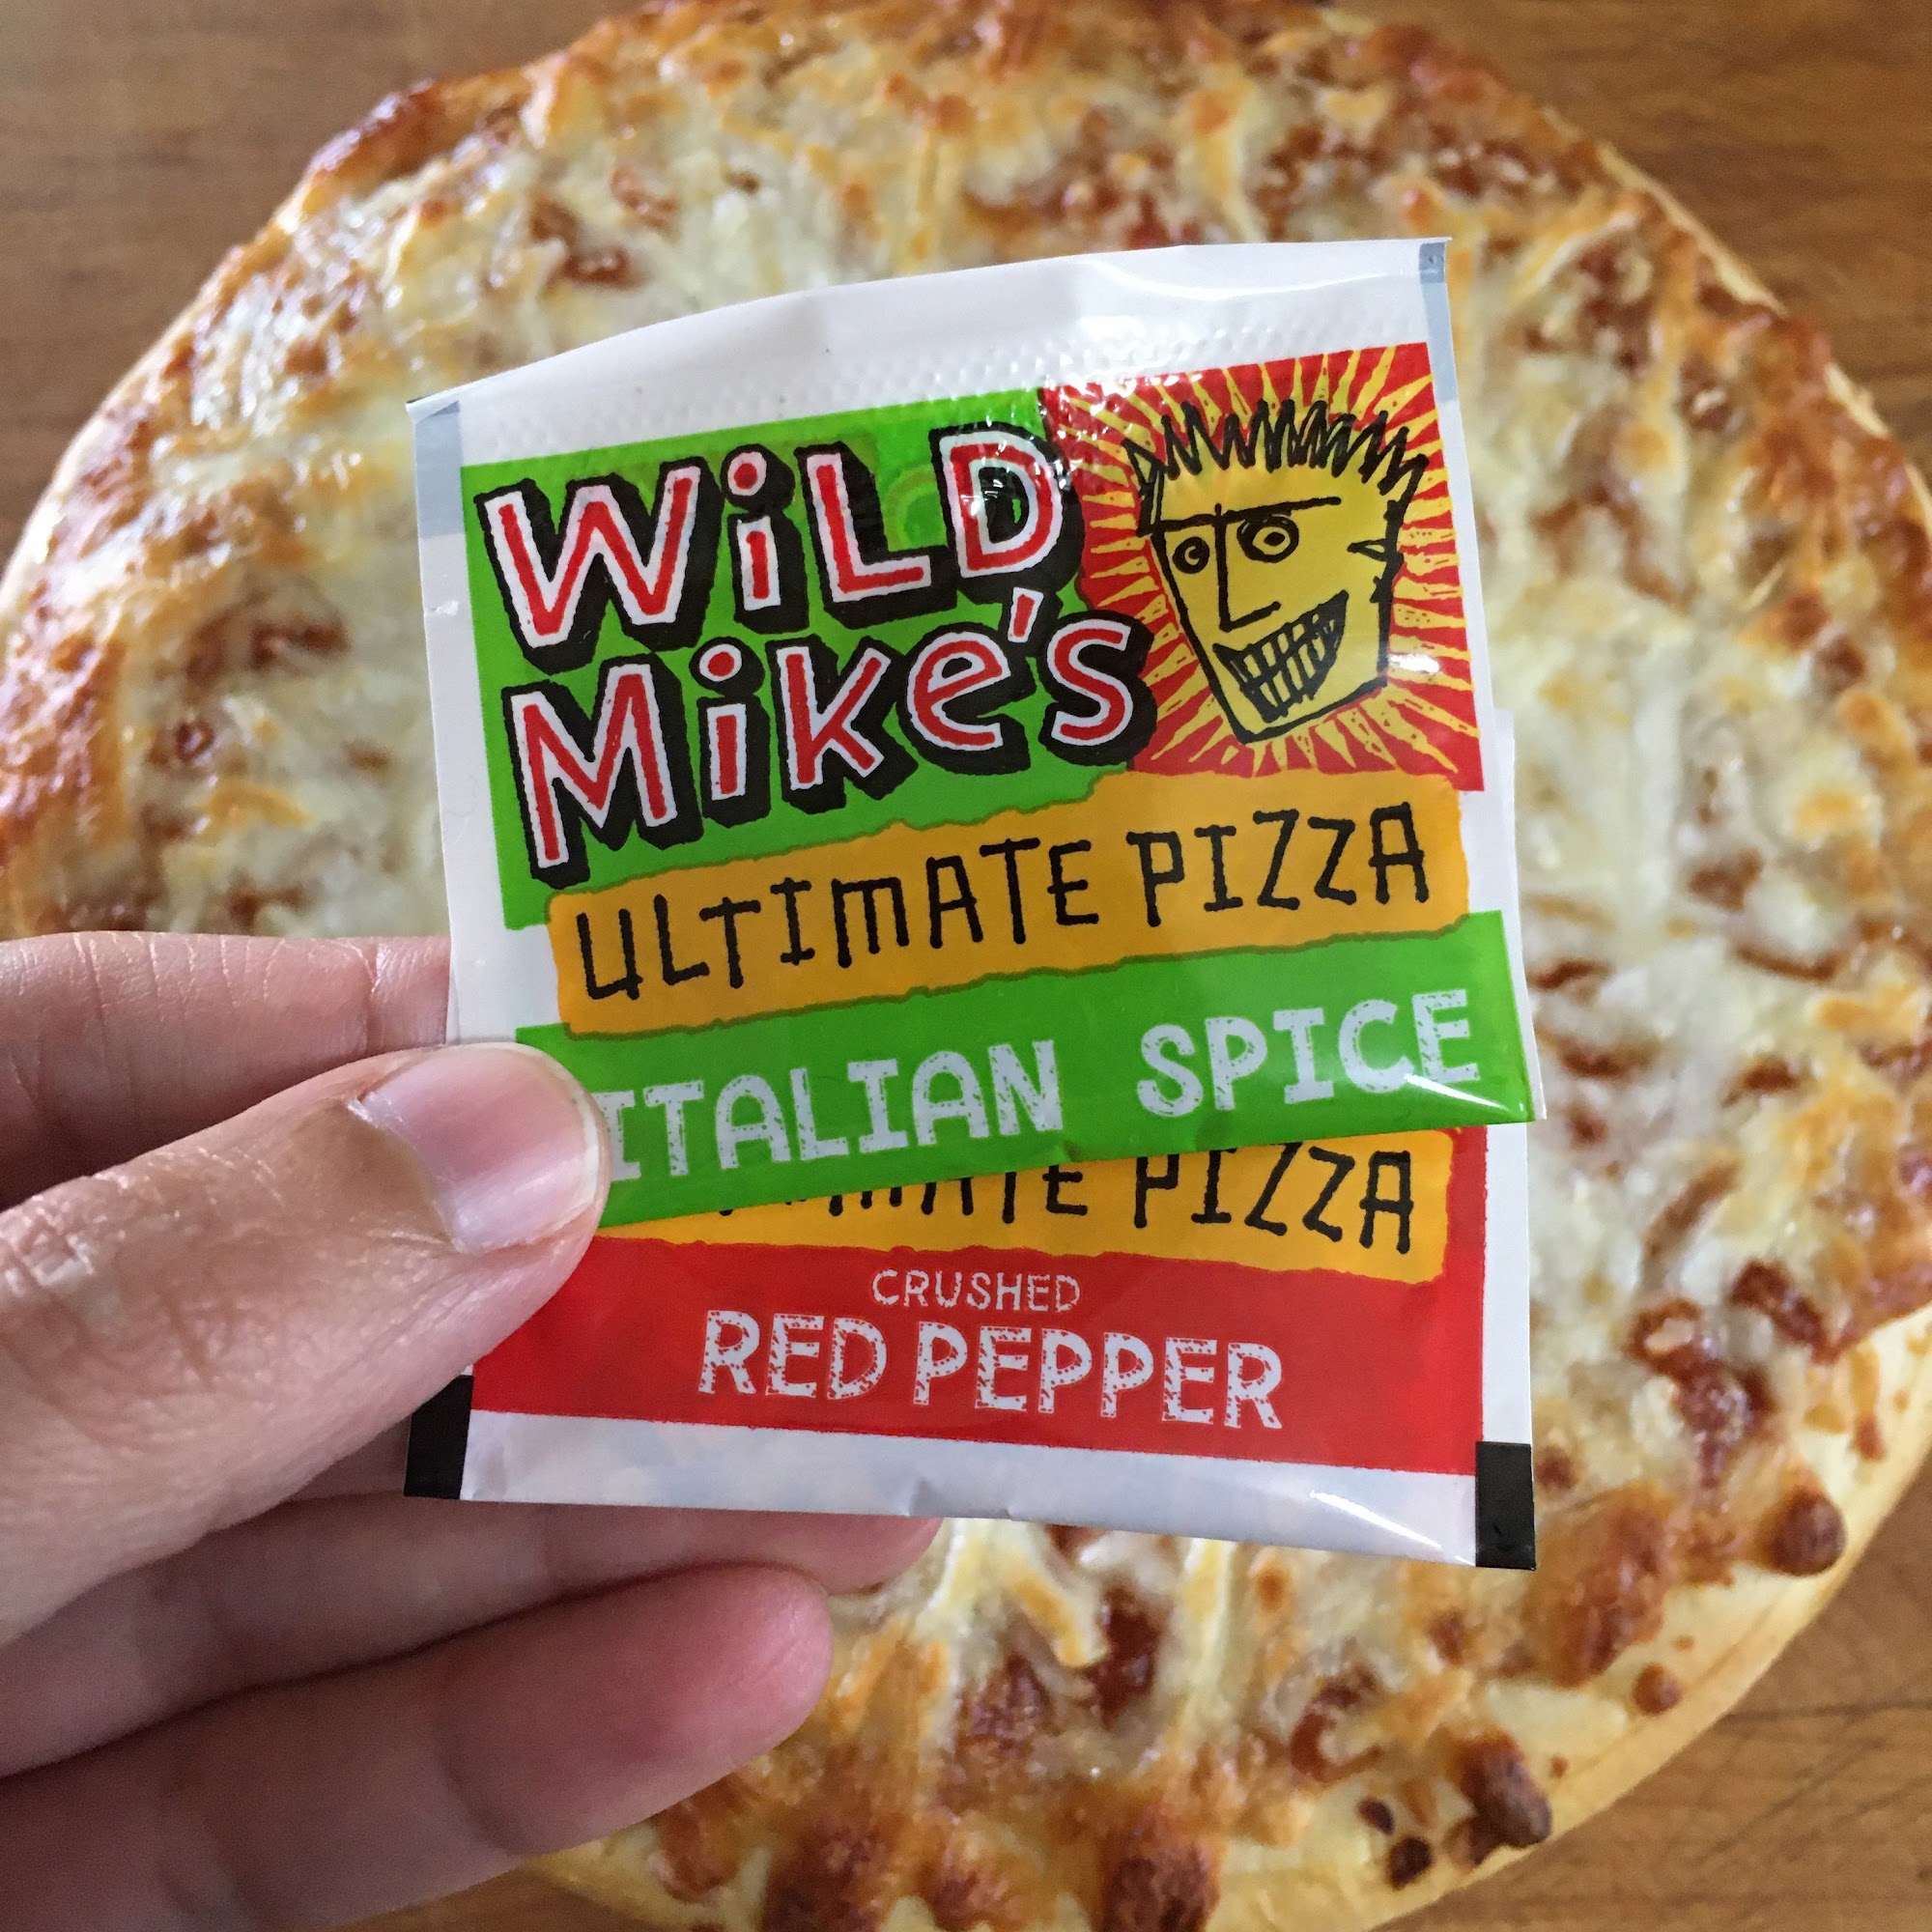 WiLD
Mike's
ULTIMATE PIZZA
ITALIAN SPICE
PIZZA
CRUSHED
RED PEPPER